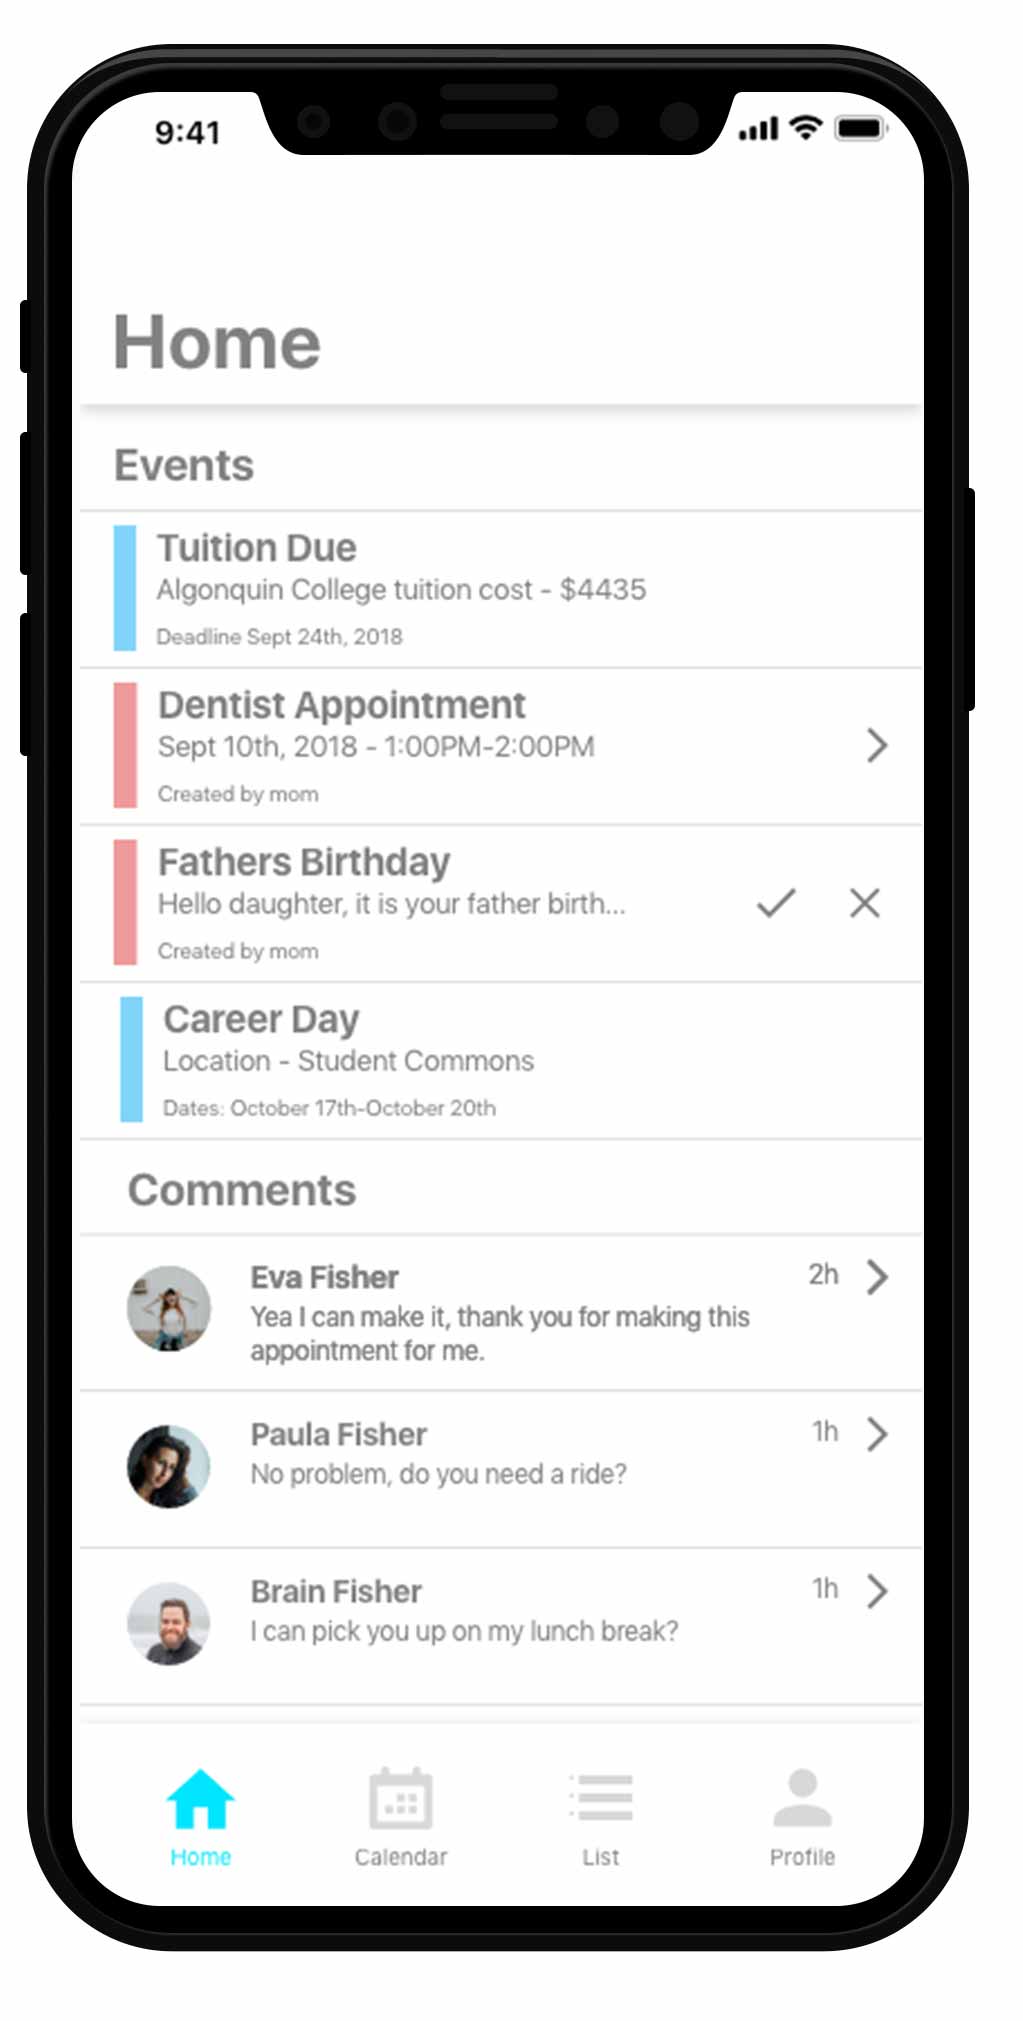 9:41
Home
Events
Tuition Due
Algonquin College tuition cost - $4435
Deadline Sept 24th, 2018
Dentist Appointment
Sept 10th, 2018 - 1:00PM-2:00PM
Created by mom
Fathers Birthday
Hello daughter, it is your father birth...
Created by mom
Career Day
Location - Student Commons
Dates: October 17th-October 20th
Comments
Eva Fisher 2h
Yea I can make it, thank you for making this
appointment for me.
Paula Fisher 1h
No problem, do you need a ride?
Brain Fisher 1h
I can pick you up on my lunch break?
Home Calendar List Profile